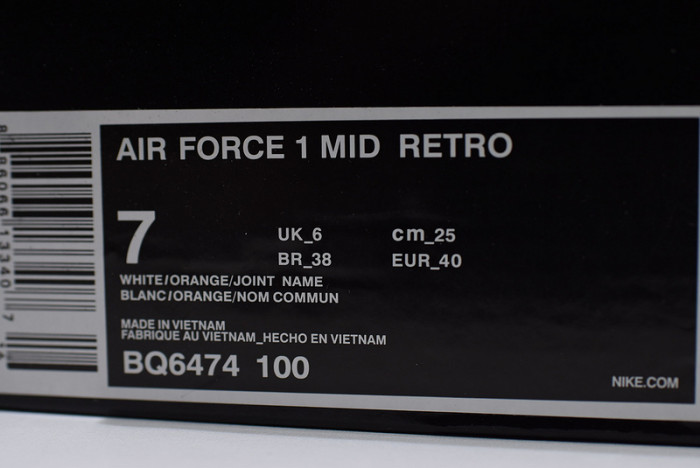 AIR FORCE 1 MID RETRO
7
UK_6 cm_25
BR_38 EUR_40
WHITE/ORANGE/JOINT NAME
BLANC/ORANGE/NOM COMMUN
MADE IN VIETNAM
FABRIQUE AU VIETNAM_HECHO EN VIETNAM
BQ6474 100
NIKE.COM